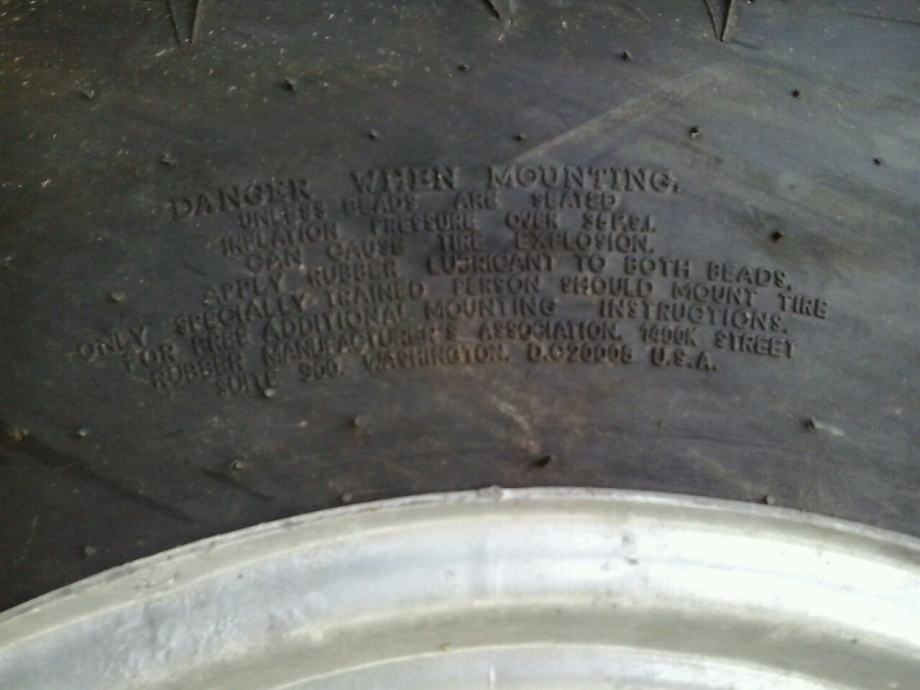 DANGER WHEN MOUNTING.
UNLESS BEADS ARE SEATED
INFLATION PRESSURE OVER 35 P.S.I.
CAN CAUSE TIRE EXPLOSION.
APPLY RUBBER LUBRICANT TO BOTH BEADS.
ONLY SPECIALLY TRAINED PERSON SHOULD MOUNT TIRE
FOR FREE ADDITIONAL MOUNTING INSTRUCTIONS.
RUBBER MANUFACTURER'S ASSOCIATION. 1400K STREET
SUITE 900. WASHINGTON. D.C20005 U.S.A.